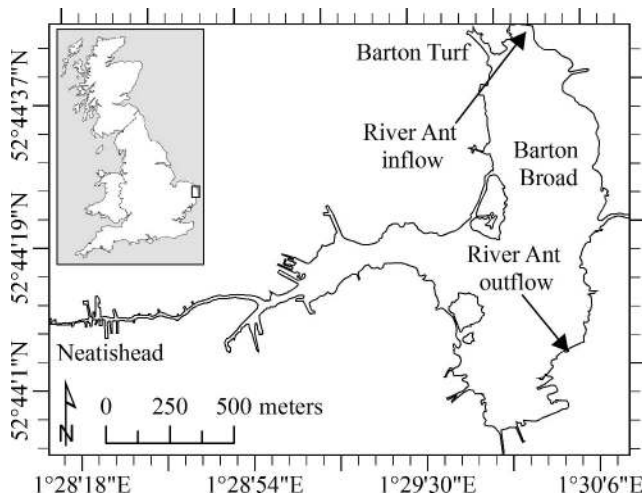 Barton Turf
River Ant
inflow
Barton
Broad
River Ant
outflow
Neatishead
N
0 250 500 meters
52°44'37"N
52°44'19"N
52°44'1"N
1°28'18"E 1°28'54"E 1°29'30"E 1°30'6"E